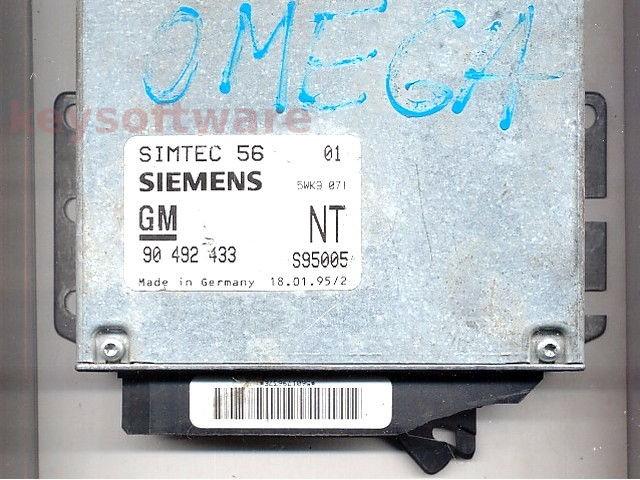 OMEGA
keysoftware
SIMTEC 56 01
SIEMENS 5WK9 071
GM NT
90 492 433 S95005
Made in Germany 18.01.95/2